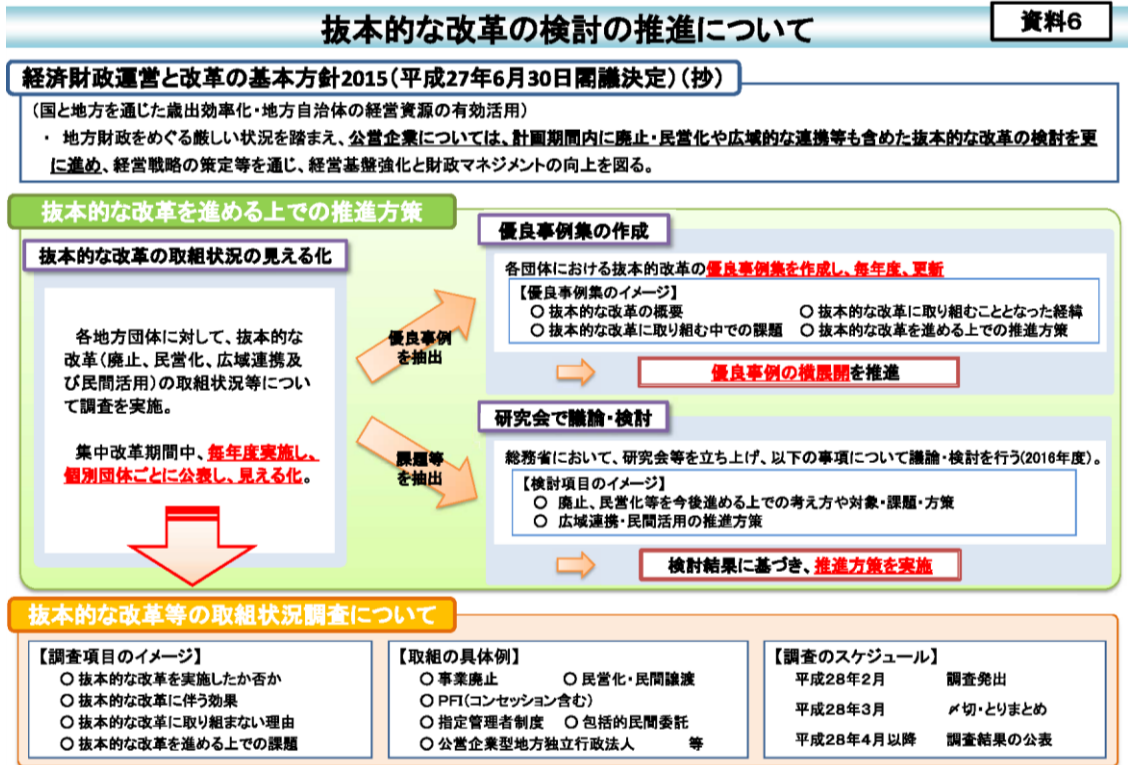 抜本的な改革の検討の推進について
資料6
経済財政運営と改革の基本方針2015(平成27年6月30日閣議決定)(抄)
(国と地方を通じた歳出効率化・地方自治体の経営資源の有効活用)
・ 地方財政をめぐる厳しい状況を踏まえ、公営企業については、計画期間内に廃止・民営化や広域的な連携等も含めた抜本的な改革の検討を更
に進め、経営戦略の策定等を通じ、経営基盤強化と財政マネジメントの向上を図る。
抜本的な改革を進める上での推進方策
抜本的な改革の取組状況の見える化
各地方団体に対して、抜本的な
改革(廃止、民営化、広域連携及
び民間活用)の取組状況等につい
て調査を実施。
集中改革期間中、毎年度実施し、
個別団体ごとに公表し、見える化。
優良事例
を抽出
課題等
を抽出
優良事例集の作成
各団体における抜本的改革の優良事例集を作成し、毎年度、更新
【優良事例集のイメージ】
○ 抜本的な改革の概要 ○ 抜本的な改革に取り組むこととなった経緯
○ 抜本的な改革に取り組む中での課題 ○ 抜本的な改革を進める上での推進方策
優良事例の横展開を推進
研究会で議論・検討
総務省において、研究会等を立ち上げ、以下の事項について議論・検討を行う(2016年度)。
【検討項目のイメージ】
○ 廃止、民営化等を今後進める上での考え方や対象・課題・方策
○ 広域連携・民間活用の推進方策
検討結果に基づき、推進方策を実施
抜本的な改革等の取組状況調査について
【調査項目のイメージ】
○ 抜本的な改革を実施したか否か
○ 抜本的な改革に伴う効果
○ 抜本的な改革に取り組まない理由
○ 抜本的な改革を進める上での課題
【取組の具体例】
○ 事業廃止 ○ 民営化・民間譲渡
○ PFI(コンセッション含む)
○ 指定管理者制度 ○ 包括的民間委託
○ 公営企業型地方独立行政法人 等
【調査のスケジュール】
平成28年2月 調査発出
平成28年3月 〆切・とりまとめ
平成28年4月以降 調査結果の公表